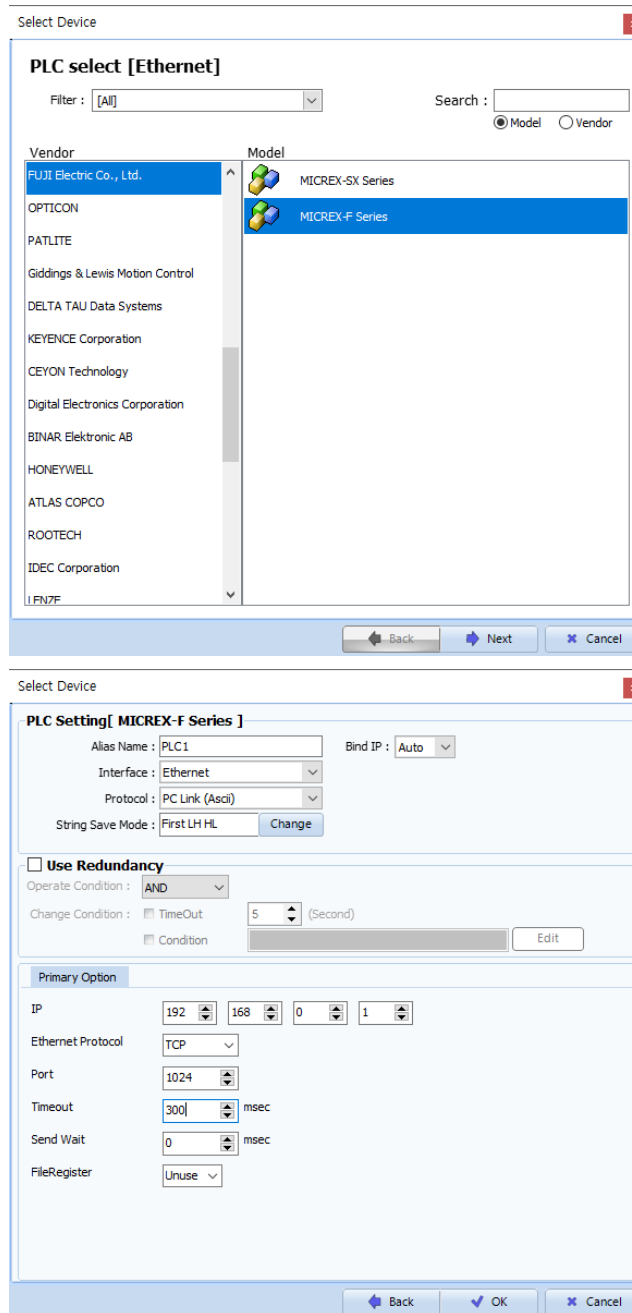 Select Device
PLC select [Ethernet]
Filter : [All]
Search :
Model Vendor
Vendor
Model
FUJI Electric Co., Ltd.
OPTICON
PATLITE
Giddings & Lewis Motion Control
DELTA TAU Data Systems
KEYENCE Corporation
CEYON Technology
Digital Electronics Corporation
BINAR Elektronic AB
HONEYWELL
ATLAS COPCO
ROOTECH
IDEC Corporation
LENZE
MICREX-SX Series
MICREX-F Series
Back Next Cancel
Select Device
PLC Setting[ MICREX-F Series ]
Alias Name : PLC1 Bind IP : Auto
Interface : Ethernet
Protocol : PC Link (Ascii)
String Save Mode : First LH HL Change
Use Redundancy
Operate Condition : AND
Change Condition : TimeOut 5 (Second)
Condition Edit
Primary Option
IP 192 168 0 1
Ethernet Protocol TCP
Port 1024
Timeout 300 msec
Send Wait 0 msec
FileRegister Unuse
Back OK Cancel